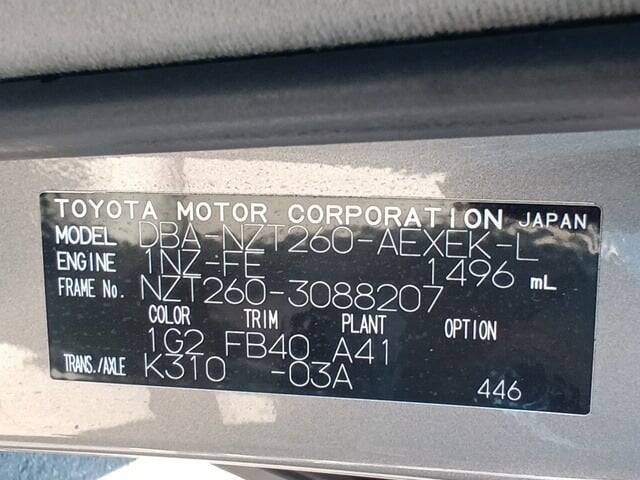 TOYOTA MOTOR CORPORATION JAPAN
MODEL DBA-NZT260-AEXEK-L
ENGINE 1NZ-FE 1496 mL
FRAME No. NZT260-3088207
COLOR TRIM PLANT OPTION
1G2 FB40 A41
TRANS./AXLE K310 -03A
446